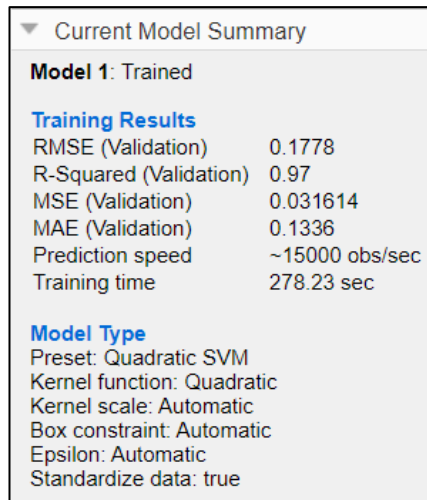 Current Model Summary
Model 1: Trained
Training Results
RMSE (Validation) 0.1778
R-Squared (Validation) 0.97
MSE (Validation) 0.031614
MAE (Validation) 0.1336
Prediction speed ~15000 obs/sec
Training time 278.23 sec
Model Type
Preset: Quadratic SVM
Kernel function: Quadratic
Kernel scale: Automatic
Box constraint: Automatic
Epsilon: Automatic
Standardize data: true